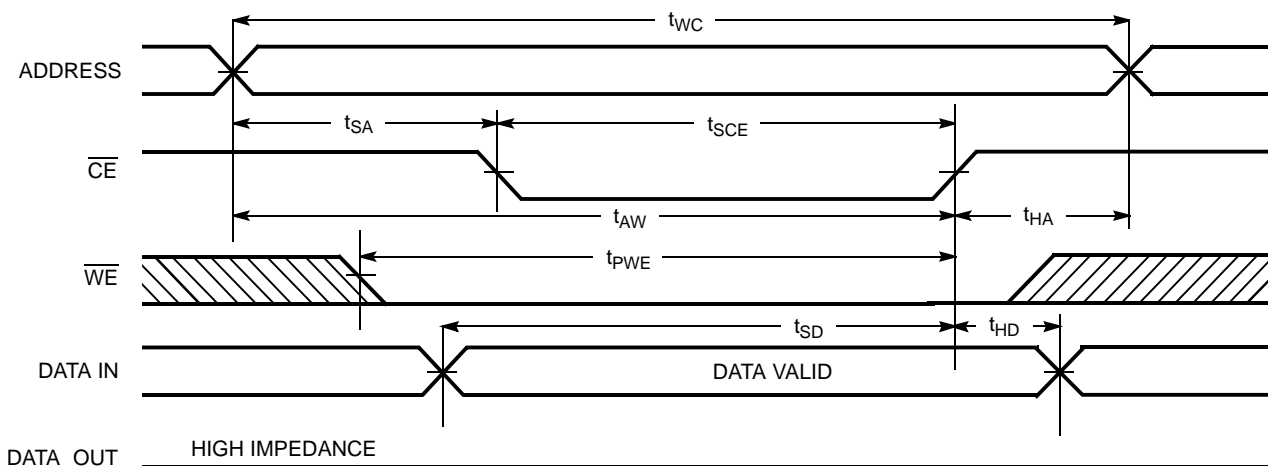 tWC
ADDRESS
tSA
tSCE
CE
tAW
tHA
WE
tPWE
tSD
tHD
DATA IN
DATA VALID
DATA OUT
HIGH IMPEDANCE